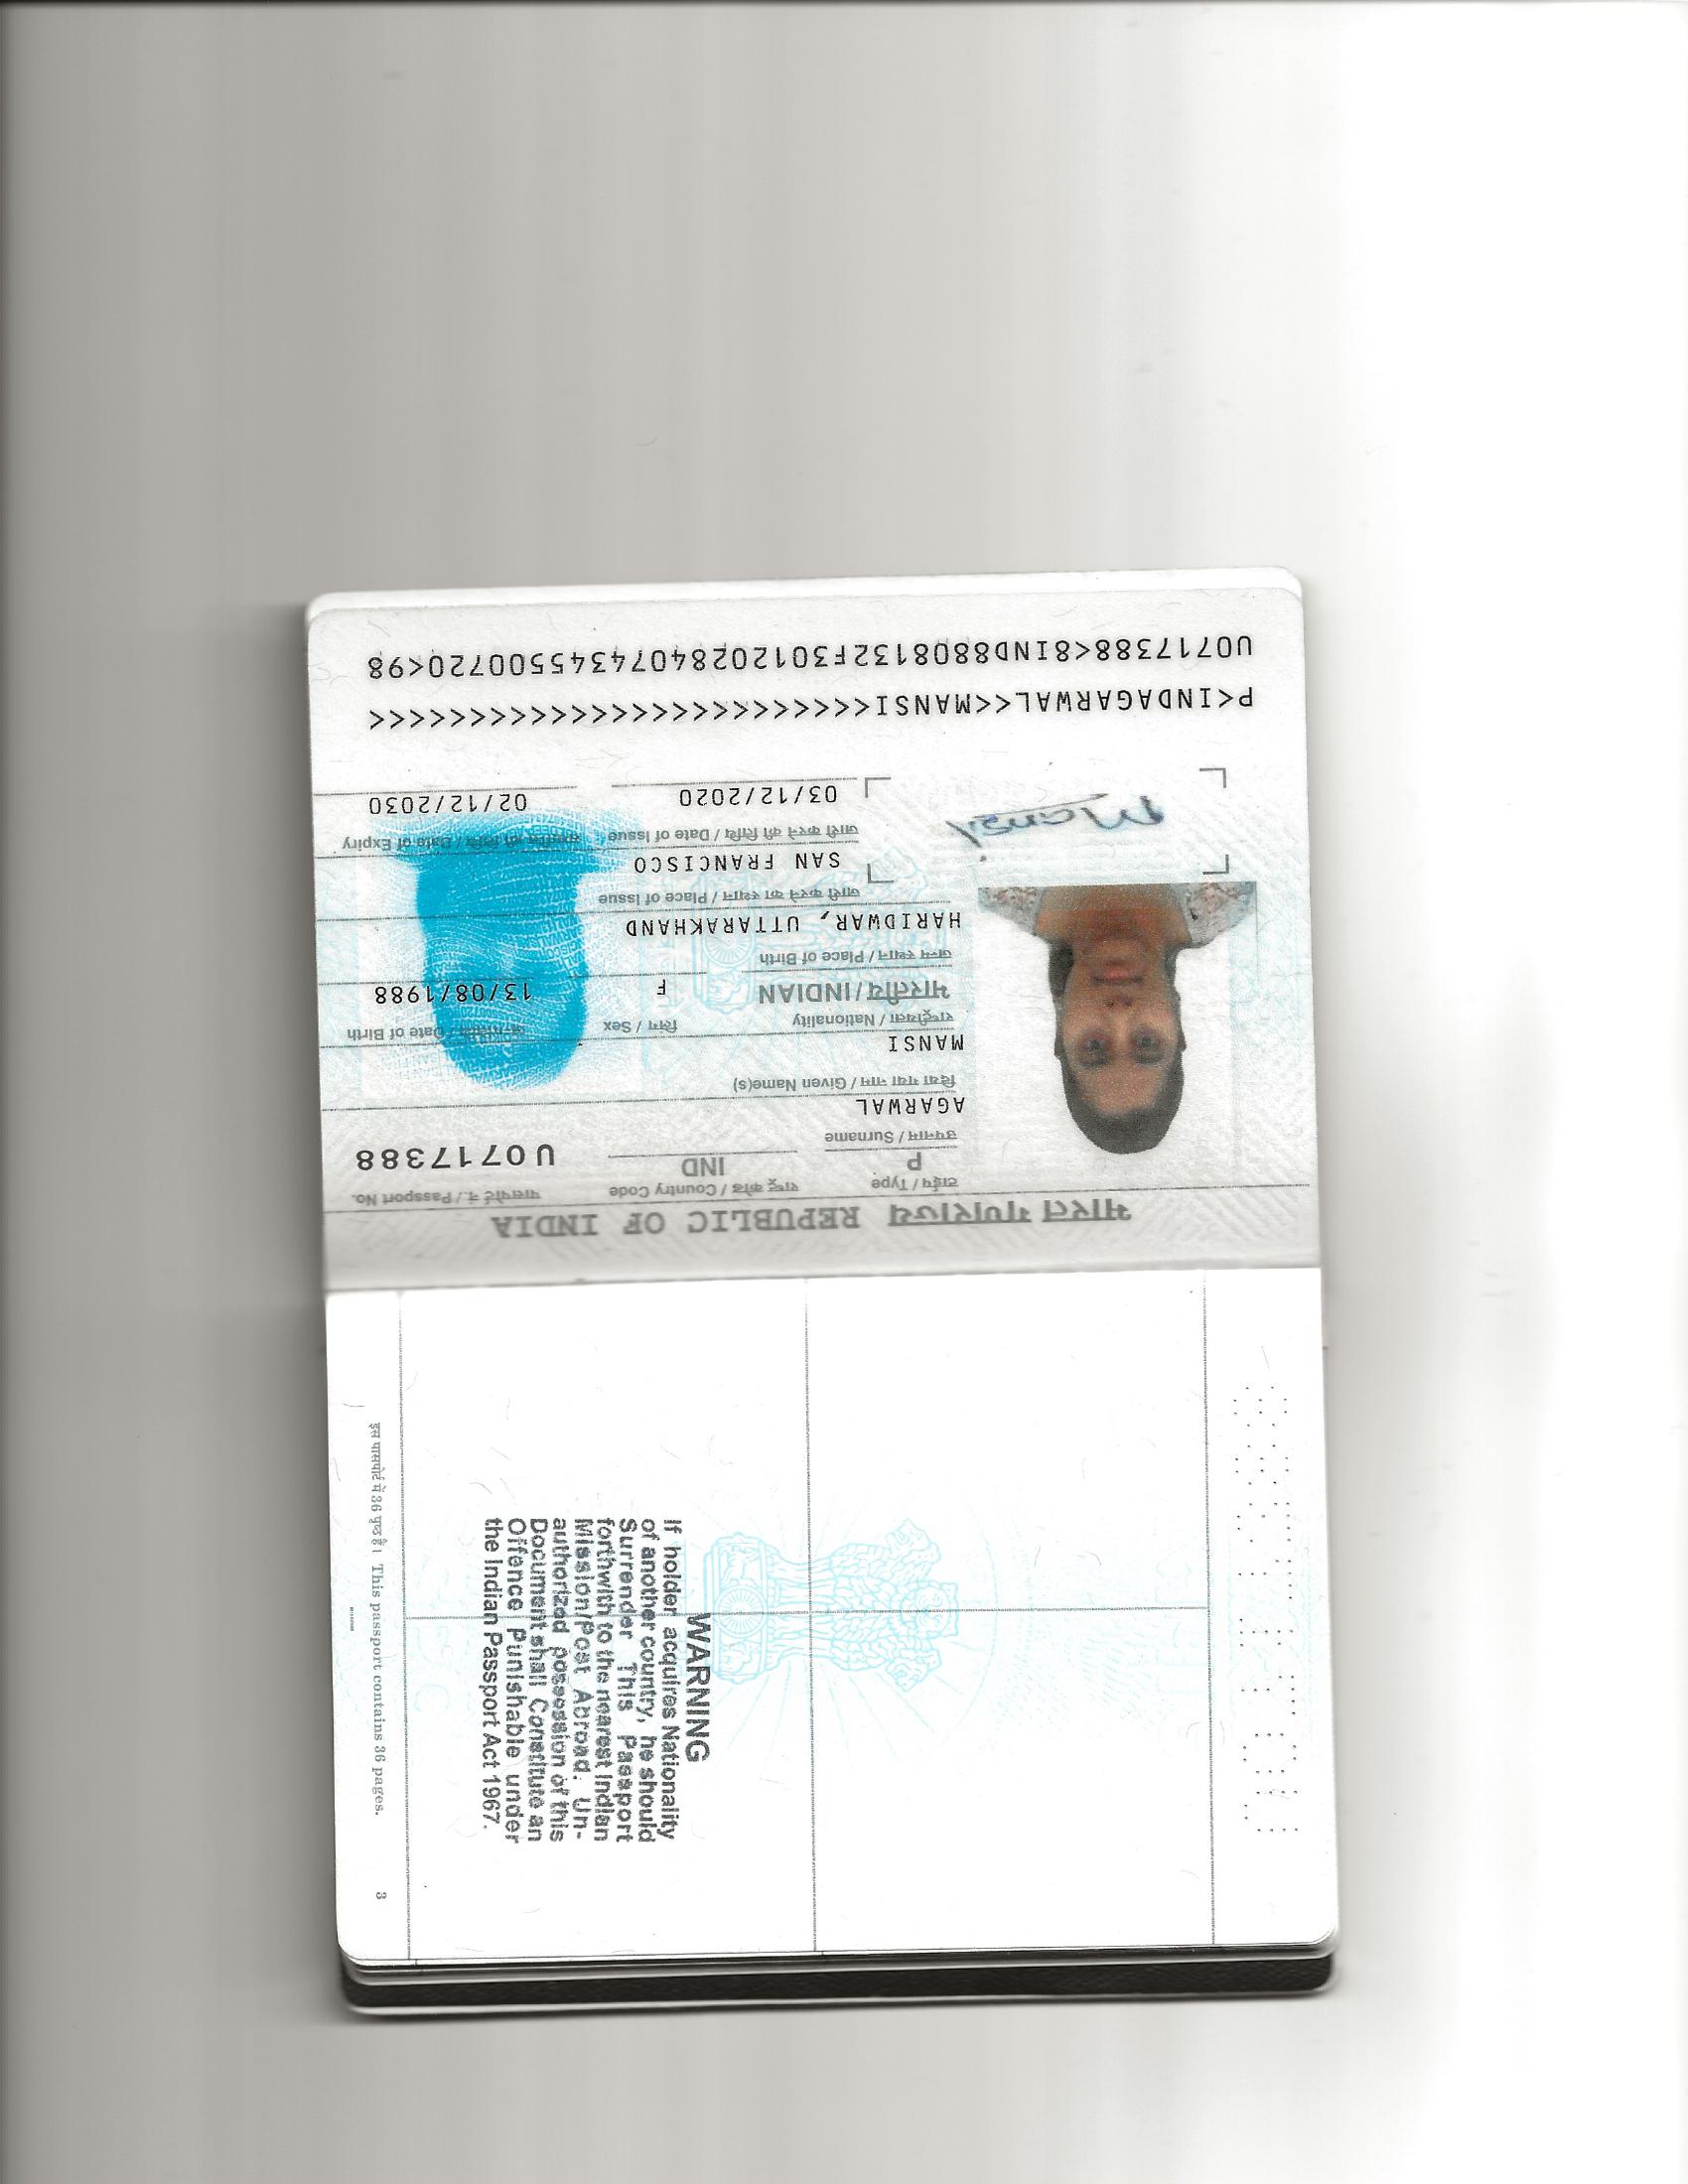 भारत गणराज्य REPUBLIC OF INDIA
टाईप / Type
राष्ट्र कोड / Country Code
पासपोर्ट नं. / Passport No.
P
IND
U0717388
उपनाम / Surname
AGARWAL
दिया गया नाम / Given Name(s)
MANSI
राष्ट्रीयता / Nationality
लिंग / Sex
जन्मतिथि / Date of Birth
भारतीय / INDIAN
F
13/08/1988
जन्म स्थान / Place of Birth
HARIDWAR, UTTARAKHAND
जारी करने का स्थान / Place of Issue
SAN FRANCISCO
जारी करने की तिथि / Date of Issue
समाप्ति की तिथि / Date of Expiry
03/12/2020
02/12/2030
Mansi
P<INDAGARWAL<<MANSI<<<<<<<<<<<<<<<<<<<<<<<<<
U0717388<8IND8808132F3012028407434550072​0<98
WARNING
If holder acquires Nationality
of another country, he should
Surrender This Passport
forthwith to the nearest Indian
Mission/Post Abroad. Un-
authorized possession of this
Document shall Constitute an
Offence Punishable under
the Indian Passport Act 1967.
इस पासपोर्ट में 36 पृष्ठ है। This passport contains 36 pages.
3